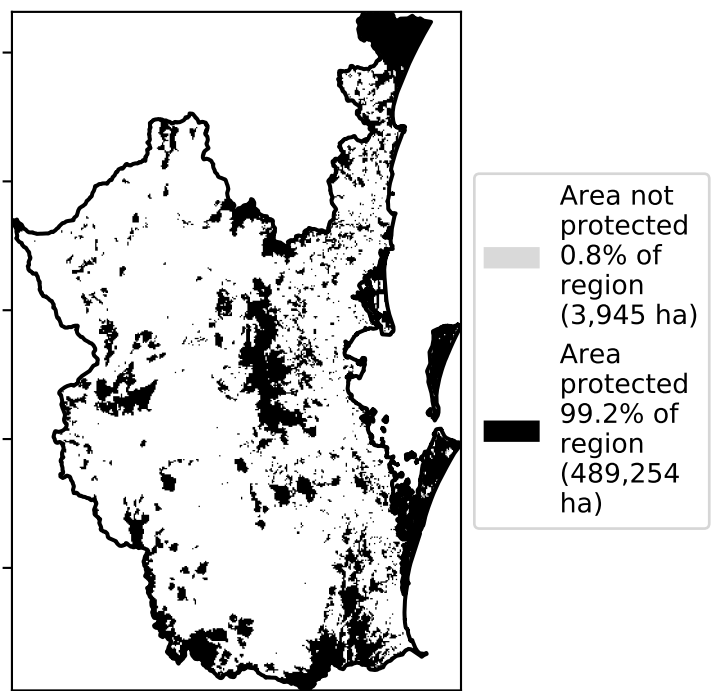 Area not
protected
0.8% of
region
(3,945 ha)
Area
protected
99.2% of
region
(489,254
ha)